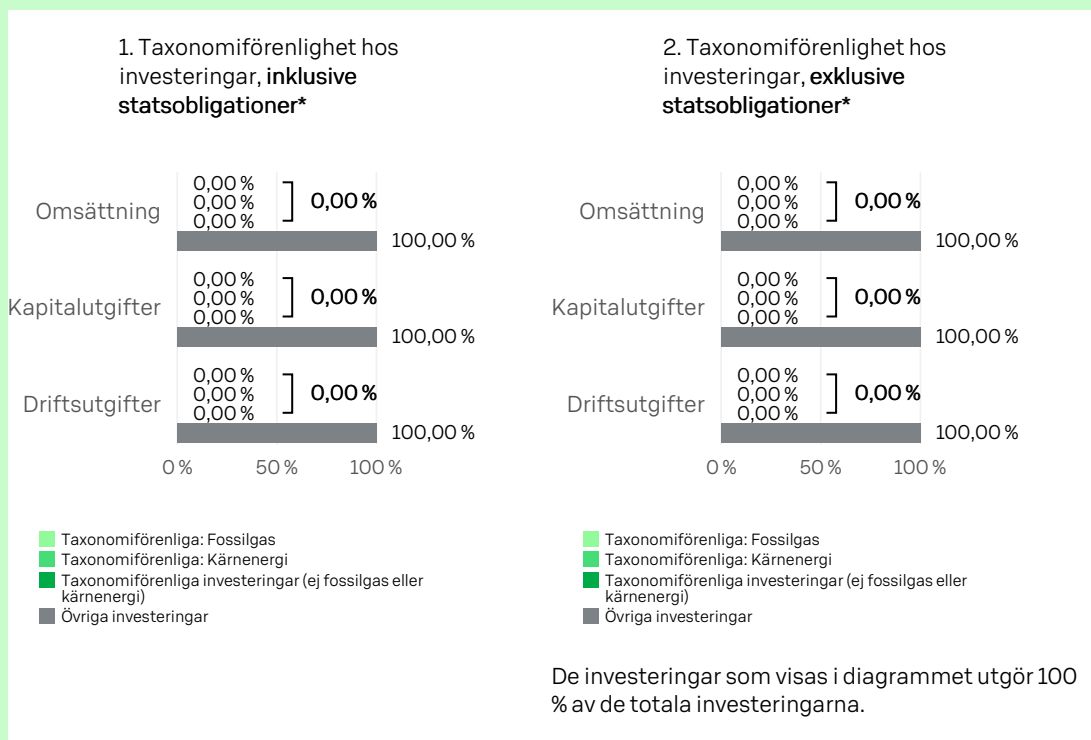 1. Taxonomiförenlighet hos
investeringar, inklusive
statsobligationer*
Omsättning
0,00 %
0,00 %
0,00 %
0,00 %
100,00 %
Kapitalutgifter
0,00 %
0,00 %
0,00 %
0,00 %
100,00 %
Driftsutgifter
0,00 %
0,00 %
0,00 %
0,00 %
100,00 %
0 % 50 % 100 %
Taxonomiförenliga: Fossilgas
Taxonomiförenliga: Kärnenergi
Taxonomiförenliga investeringar (ej fossilgas eller
kärnenergi)
Övriga investeringar
2. Taxonomiförenlighet hos
investeringar, exklusive
statsobligationer*
Omsättning
0,00 %
0,00 %
0,00 %
0,00 %
100,00 %
Kapitalutgifter
0,00 %
0,00 %
0,00 %
0,00 %
100,00 %
Driftsutgifter
0,00 %
0,00 %
0,00 %
0,00 %
100,00 %
0 % 50 % 100 %
Taxonomiförenliga: Fossilgas
Taxonomiförenliga: Kärnenergi
Taxonomiförenliga investeringar (ej fossilgas eller
kärnenergi)
Övriga investeringar
De investeringar som visas i diagrammet utgör 100
% av de totala investeringarna.